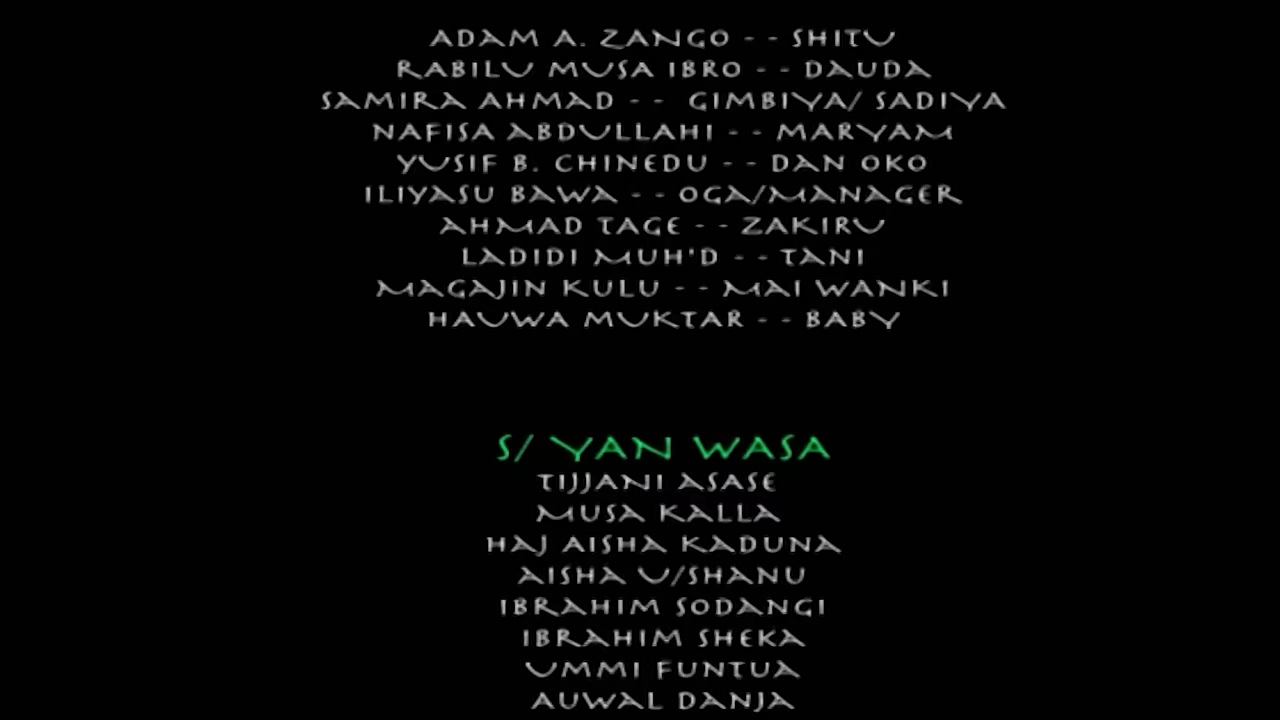 ADAM A. ZANGO - - SHITU
RABILU MUSA IBRO - - DAUDA
SAMIRA AHMAD - - GIMBIYA/ SADIYA
NAFISA ABDULLAHI - - MARYAM
YUSIF B. CHINEDU - - DAN OKO
ILIYASU BAWA - - OGA/MANAGER
AHMAD TAGE - - ZAKIRU
LADIDI MUH'D - - TANI
MAGAJIN KULU - - MAI WANKI
HAUWA MUKTAR - - BABY
S/ YAN WASA
TIJJANI ASASE
MUSA KALLA
HAJ AISHA KADUNA
AISHA U/SHANU
IBRAHIM SODANGI
IBRAHIM SHEKA
UMMI FUNTUA
AUWAL DANJA